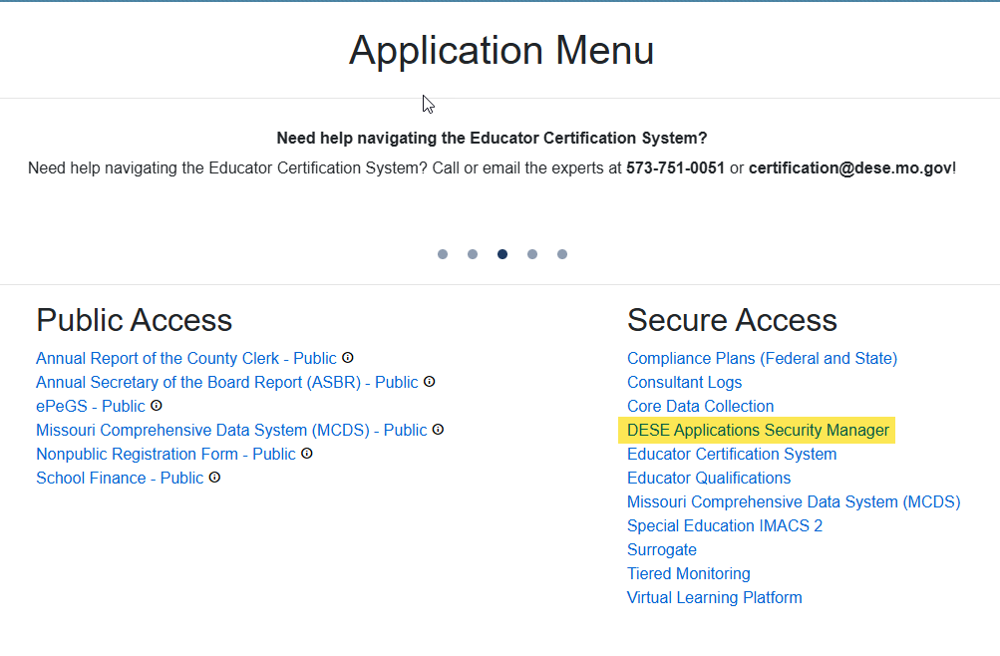 Application Menu
Need help navigating the Educator Certification System?
Need help navigating the Educator Certification System? Call or email the experts at 573-751-0051 or certification@dese.mo.gov!
Public Access
Annual Report of the County Clerk - Public
Annual Secretary of the Board Report (ASBR) - Public
ePeGS - Public
Missouri Comprehensive Data System (MCDS) - Public
Nonpublic Registration Form - Public
School Finance - Public
Secure Access
Compliance Plans (Federal and State)
Consultant Logs
Core Data Collection
DESE Applications Security Manager
Educator Certification System
Educator Qualifications
Missouri Comprehensive Data System (MCDS)
Special Education IMACS 2
Surrogate
Tiered Monitoring
Virtual Learning Platform